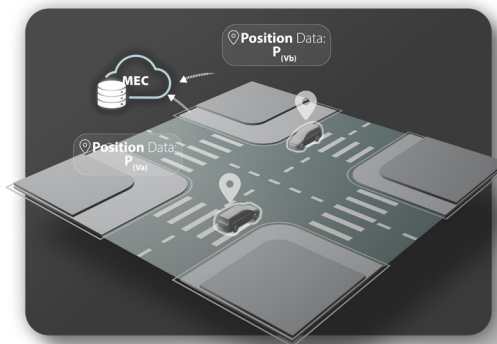 Position Data:
P(Vb)
MEC
Position Data:
P(Va)